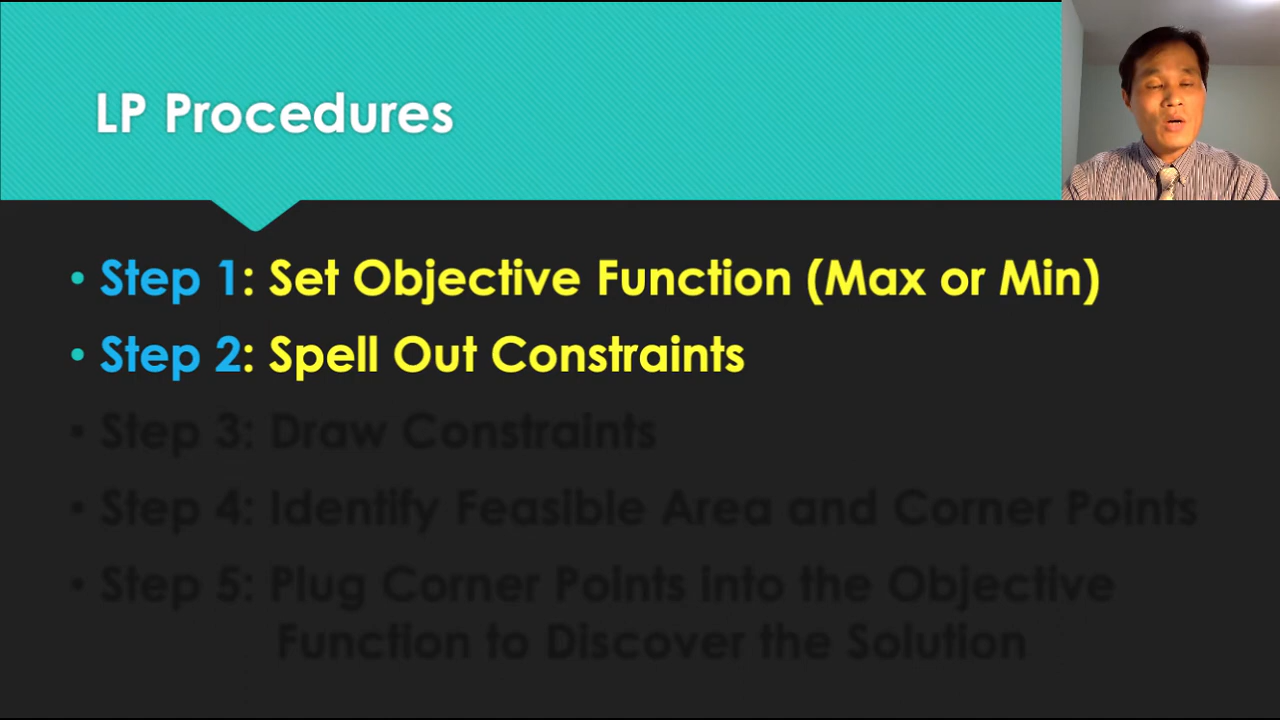 LP Procedures
• Step 1: Set Objective Function (Max or Min)
• Step 2: Spell Out Constraints
• Step 3: Draw Constraints
• Step 4: Identify Feasible Area and Corner Points
• Step 5: Plug Corner Points into the Objective
Function to Discover the Solution